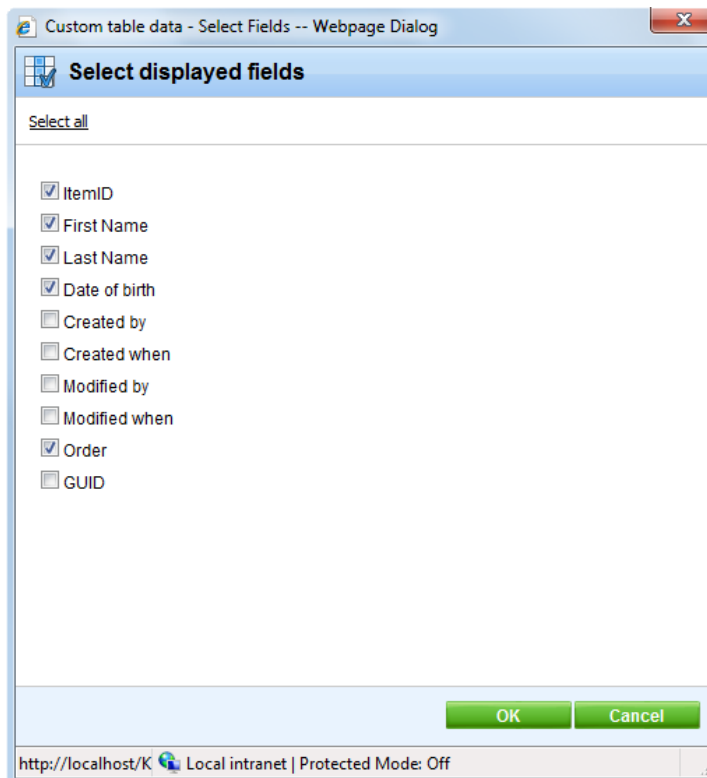 Custom table data - Select Fields -- Webpage Dialog
Select displayed fields
Select all
ItemID
First Name
Last Name
Date of birth
Created by
Created when
Modified by
Modified when
Order
GUID
OK Cancel
http://localhost/K Local intranet | Protected Mode: Off